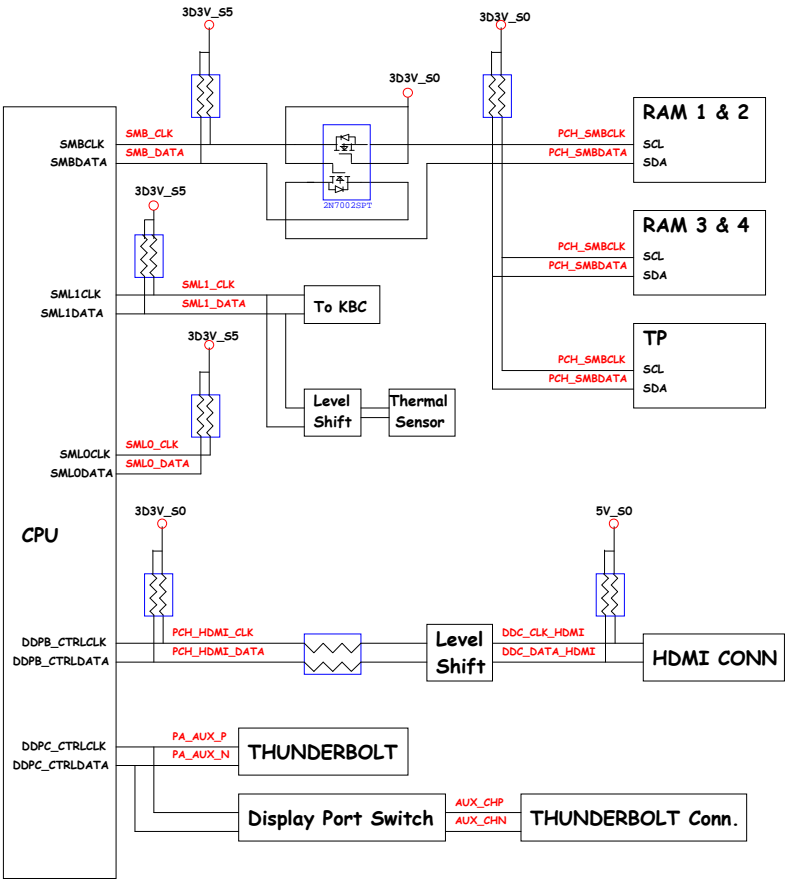 3D3V_S5
3D3V_S0
3D3V_S0
RAM 1 & 2
SMBCLK
SMB_CLK
PCH_SMBCLK
SCL
SMBDATA
SMB_DATA
PCH_SMBDATA
SDA
2N7002SPT
3D3V_S5
RAM 3 & 4
PCH_SMBCLK
SCL
PCH_SMBDATA
SDA
SML1CLK
SML1_CLK
SML1DATA
SML1_DATA
To KBC
3D3V_S5
TP
PCH_SMBCLK
SCL
PCH_SMBDATA
SDA
Level
Shift
Thermal
Sensor
SML0CLK
SML0_CLK
SML0DATA
SML0_DATA
CPU
3D3V_S0
5V_S0
DDPB_CTRLCLK
PCH_HDMI_CLK
DDPB_CTRLDATA
PCH_HDMI_DATA
Level
Shift
DDC_CLK_HDMI
DDC_DATA_HDMI
HDMI CONN
DDPC_CTRLCLK
PA_AUX_P
DDPC_CTRLDATA
PA_AUX_N
THUNDERBOLT
Display Port Switch
AUX_CHP
AUX_CHN
THUNDERBOLT Conn.